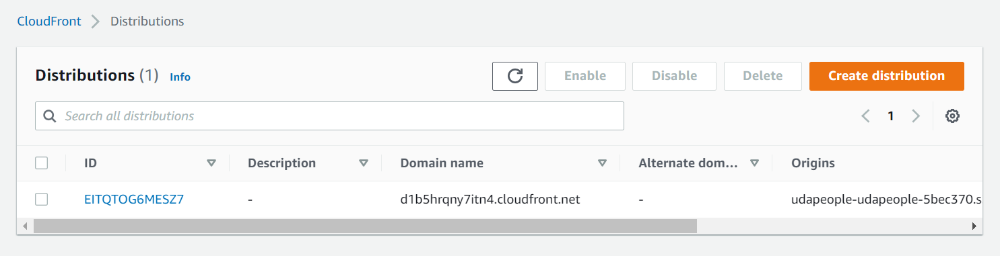 CloudFront Distributions
Distributions (1) Info
Enable Disable Delete Create distribution
Search all distributions
1
ID Description Domain name Alternate dom... Origins
EITQTOG6MESZ7 - d1b5hrqny7itn4.cloudfront.net - udapeople-udapeople-5bec370.s